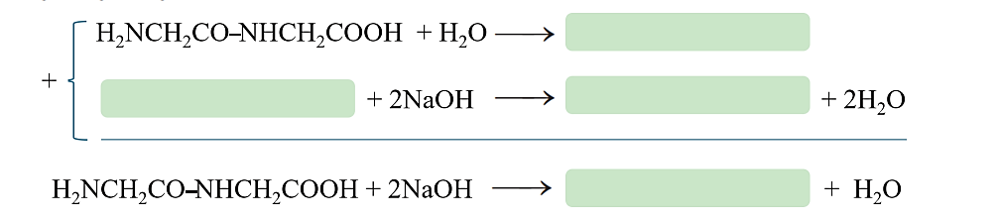 H₂NCH₂CO–NHCH₂COOH + H₂O ⟶
+
+ 2NaOH ⟶ + 2H₂O
H₂NCH₂CO–NHCH₂COOH + 2NaOH ⟶ + H₂O